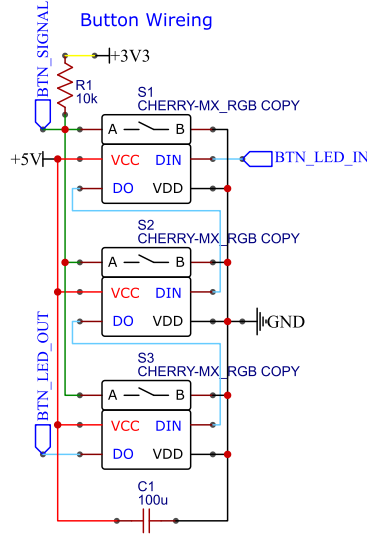 Button Wireing
BTN_SIGNAL
+3V3
R1
10k
S1
CHERRY-MX_RGB COPY
A
B
+5V
VCC
DIN
BTN_LED_IN
DO
VDD
S2
CHERRY-MX_RGB COPY
A
B
VCC
DIN
DO
VDD
GND
BTN_LED_OUT
S3
CHERRY-MX_RGB COPY
A
B
VCC
DIN
DO
VDD
C1
100u